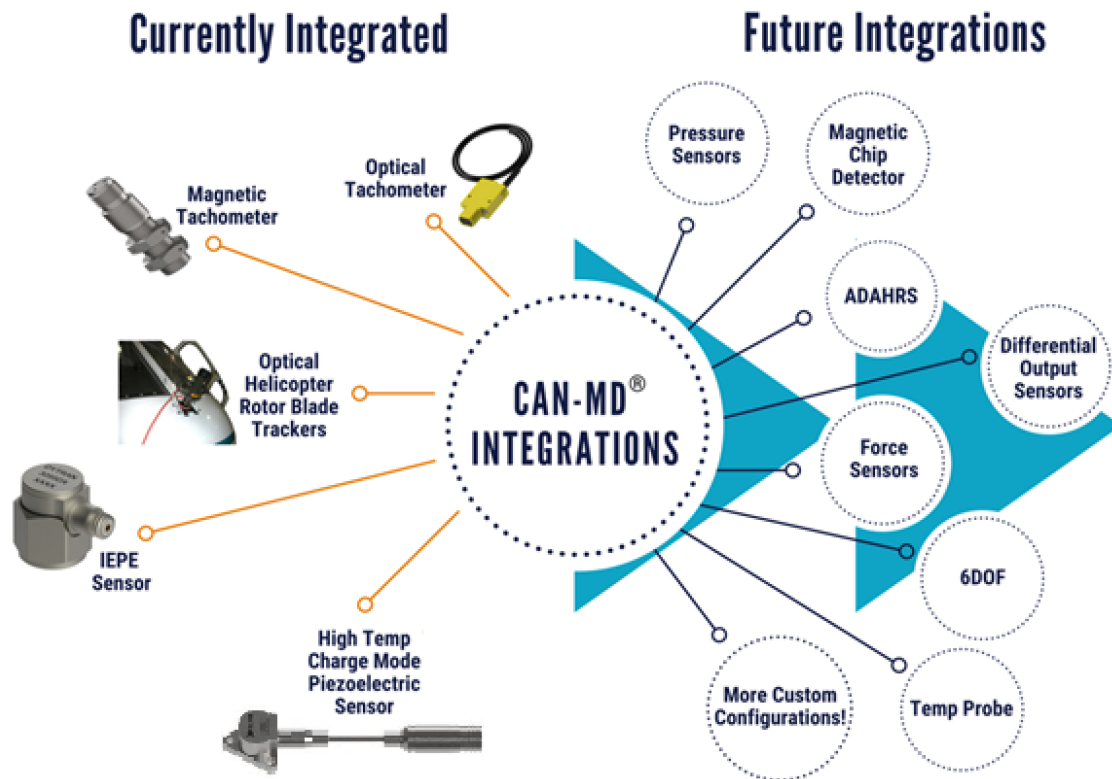 Currently Integrated
Future Integrations
Magnetic
Tachometer
Optical
Tachometer
Optical
Helicopter
Rotor Blade
Trackers
IEPE
Sensor
High Temp
Charge Mode
Piezoelectric
Sensor
CAN-MD®
INTEGRATIONS
Pressure
Sensors
Magnetic
Chip
Detector
ADAHRS
Differential
Output
Sensors
Force
Sensors
6DOF
Temp Probe
More Custom
Configurations!
DYTRAN
XXXX